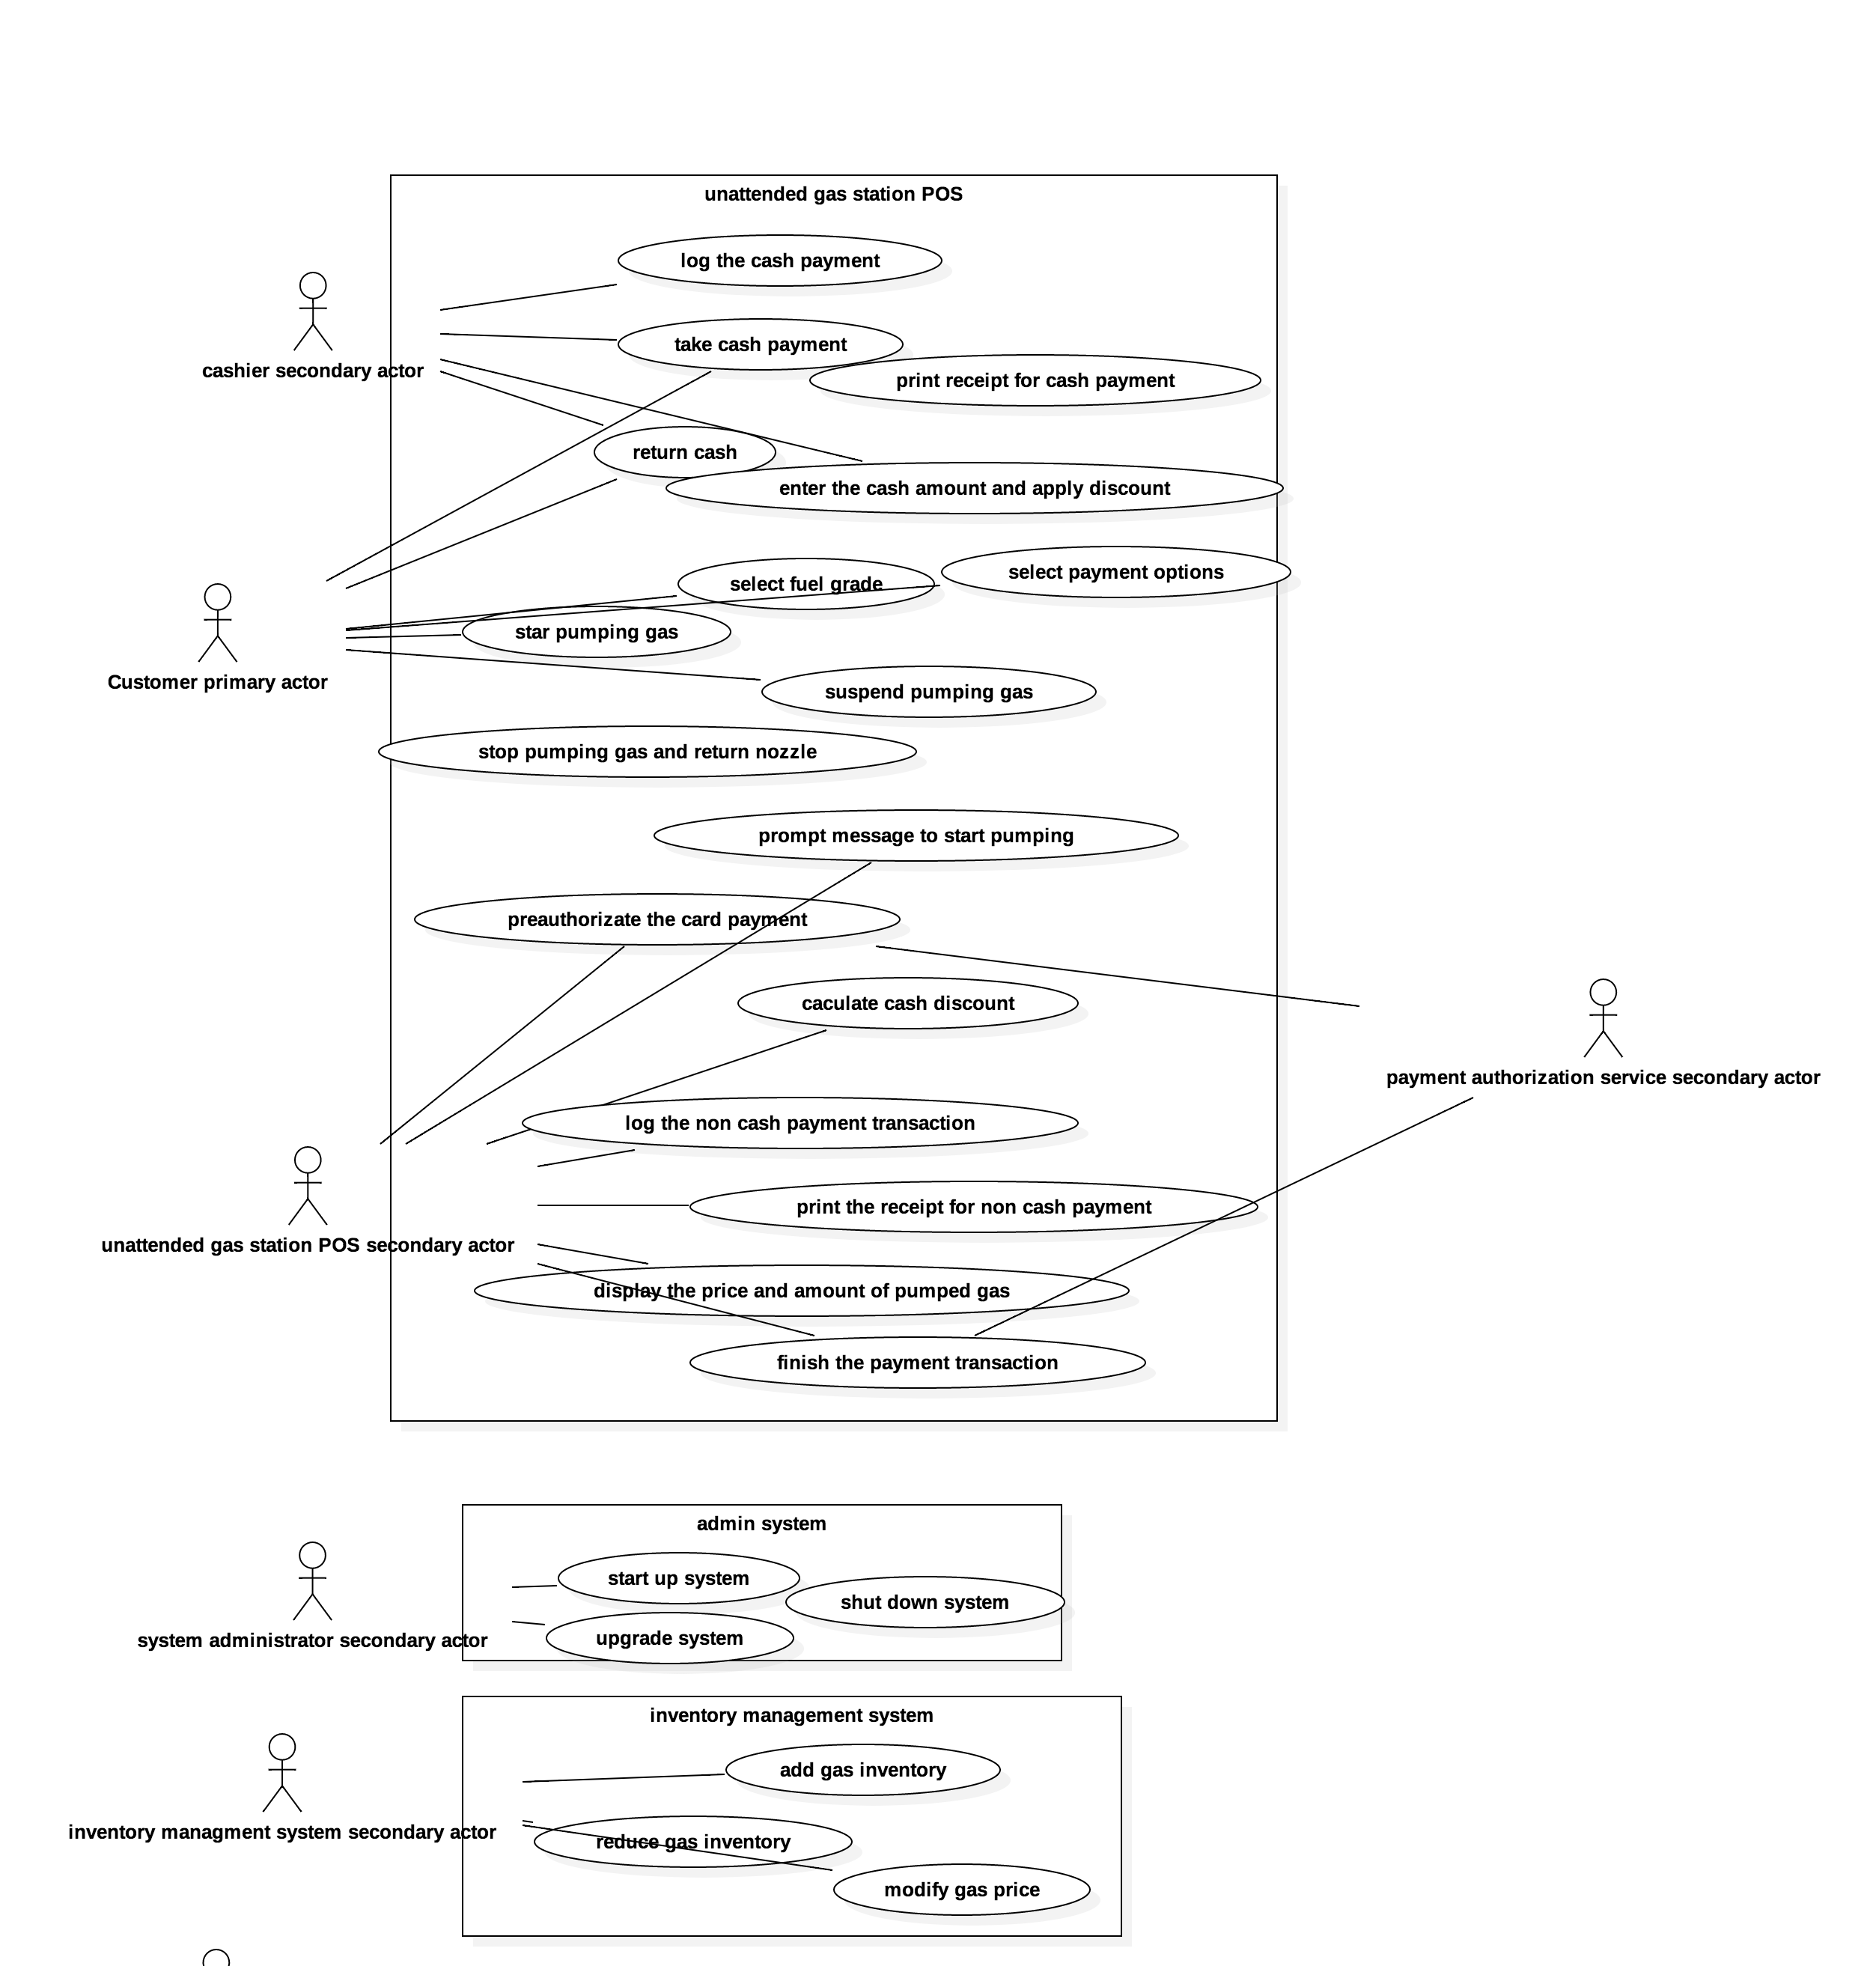 unattended gas station POS
log the cash payment
take cash payment
cashier secondary actor
print receipt for cash payment
return cash
enter the cash amount and apply discount
select payment options
select fuel grade
star pumping gas
Customer primary actor
suspend pumping gas
stop pumping gas and return nozzle
prompt message to start pumping
preauthorizate the card payment
caculate cash discount
payment authorization service secondary actor
log the non cash payment transaction
print the receipt for non cash payment
unattended gas station POS secondary actor
display the price and amount of pumped gas
finish the payment transaction
admin system
start up system
shut down system
upgrade system
system administrator secondary actor
inventory management system
add gas inventory
inventory managment system secondary actor
reduce gas inventory
modify gas price